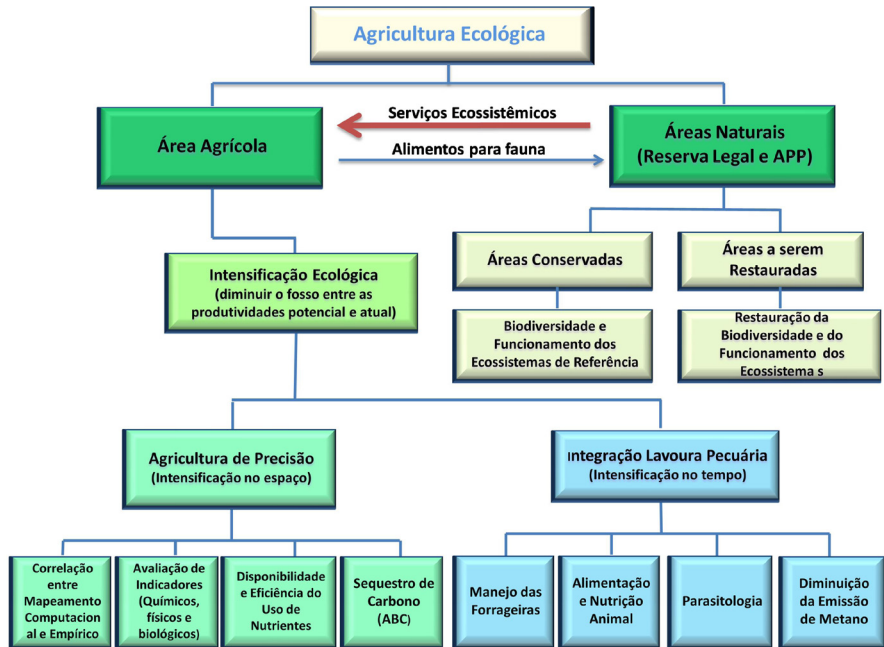 Agricultura Ecológica
Serviços Ecossistêmicos
Área Agrícola
Alimentos para fauna
Áreas Naturais
(Reserva Legal e APP)
Intensificação Ecológica
(diminuir o fosso entre as
produtividades potencial e atual)
Áreas Conservadas
Áreas a serem
Restauradas
Biodiversidade e
Funcionamento dos
Ecossistemas de Referência
Restauração da
Biodiversidade e do
Funcionamento dos
Ecossistema s
Agricultura de Precisão
(Intensificação no espaço)
Integração Lavoura Pecuária
(Intensificação no tempo)
Correlação
entre
Mapeamento
Computacion
al e Empírico
Avaliação de
Indicadores
(Químicos,
físicos e
biológicos)
Disponibilidade
e Eficiência do
Uso de
Nutrientes
Sequestro de
Carbono
(ABC)
Manejo das
Forrageiras
Alimentação
e Nutrição
Animal
Parasitologia
Diminuição
da Emissão
de Metano